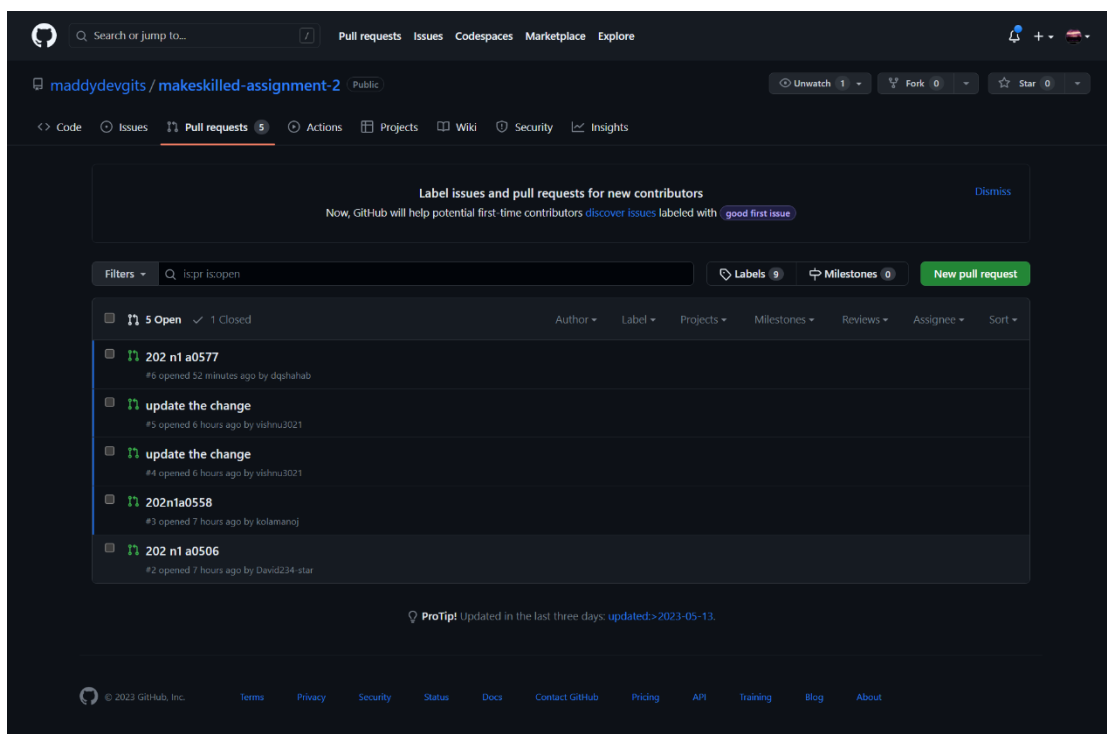 Search or jump to... / Pull requests Issues Codespaces Marketplace Explore
maddydevgits / makeskilled-assignment-2 Public Unwatch 1 Fork 0 Star 0
Code Issues Pull requests 5 Actions Projects Wiki Security Insights
Label issues and pull requests for new contributors Dismiss
Now, GitHub will help potential first-time contributors discover issues labeled with good first issue
Filters is:pr is:open Labels 9 Milestones 0 New pull request
5 Open 1 Closed Author Label Projects Milestones Reviews Assignee Sort
202 n1 a0577
#6 opened 52 minutes ago by dqshahab
update the change
#5 opened 6 hours ago by vishnu3021
update the change
#4 opened 6 hours ago by vishnu3021
202n1a0558
#3 opened 7 hours ago by kolamanoj
202 n1 a0506
#2 opened 7 hours ago by David234-star
ProTip! Updated in the last three days: updated:>2023-05-13.
© 2023 GitHub, Inc. Terms Privacy Security Status Docs Contact GitHub Pricing API Training Blog About